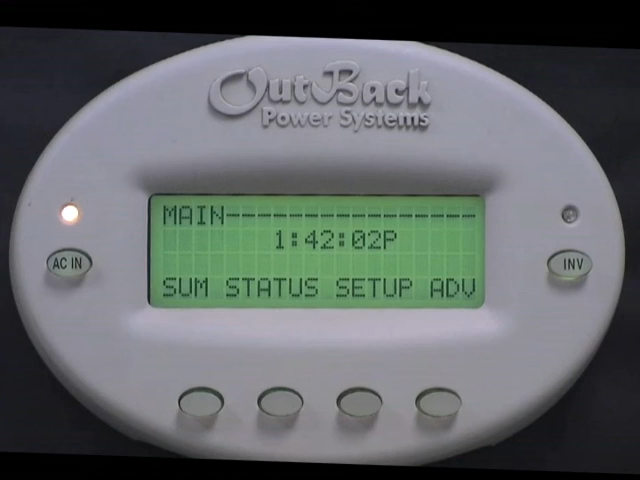 OutBack
Power Systems
MAIN----------------
1:42:02P
SUM STATUS SETUP ADV
AC IN
INV